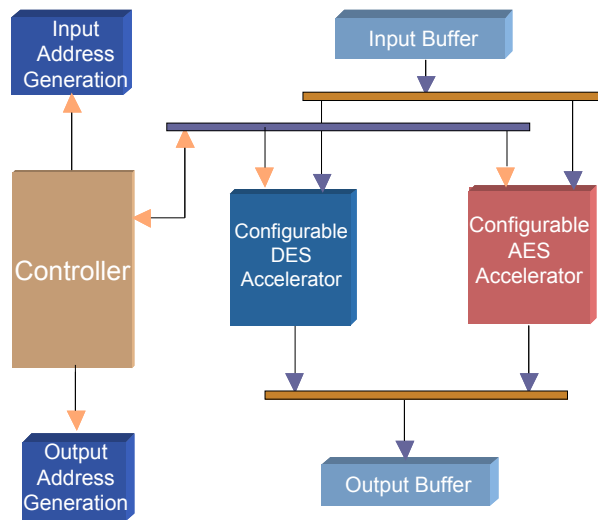 Input
Address
Generation
Input Buffer
Controller
Configurable
DES
Accelerator
Configurable
AES
Accelerator
Output
Address
Generation
Output Buffer